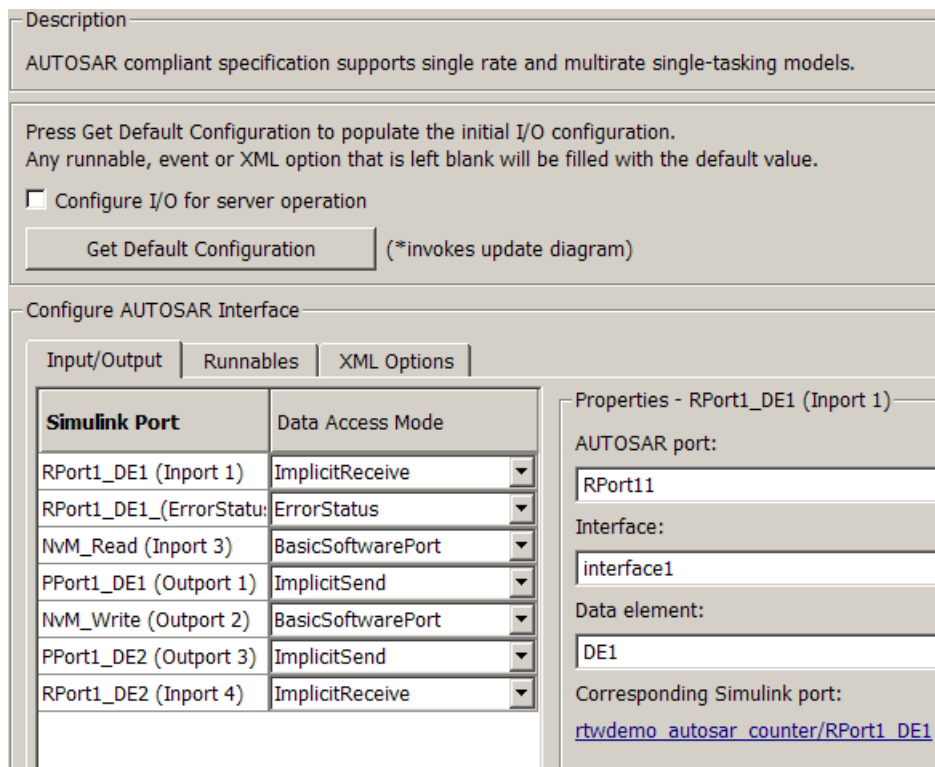 Description
AUTOSAR compliant specification supports single rate and multirate single-tasking models.
Press Get Default Configuration to populate the initial I/O configuration.
Any runnable, event or XML option that is left blank will be filled with the default value.
Configure I/O for server operation
Get Default Configuration (*invokes update diagram)
Configure AUTOSAR Interface
Input/Output Runnables XML Options
Simulink Port Data Access Mode
RPort1_DE1 (Inport 1) ImplicitReceive
RPort1_DE1_(ErrorStatu: ErrorStatus
NvM_Read (Inport 3) BasicSoftwarePort
PPort1_DE1 (Outport 1) ImplicitSend
NvM_Write (Outport 2) BasicSoftwarePort
PPort1_DE2 (Outport 3) ImplicitSend
RPort1_DE2 (Inport 4) ImplicitReceive
Properties - RPort1_DE1 (Inport 1)
AUTOSAR port:
RPort11
Interface:
interface1
Data element:
DE1
Corresponding Simulink port:
rtwdemo_autosar_counter/RPort1_DE1